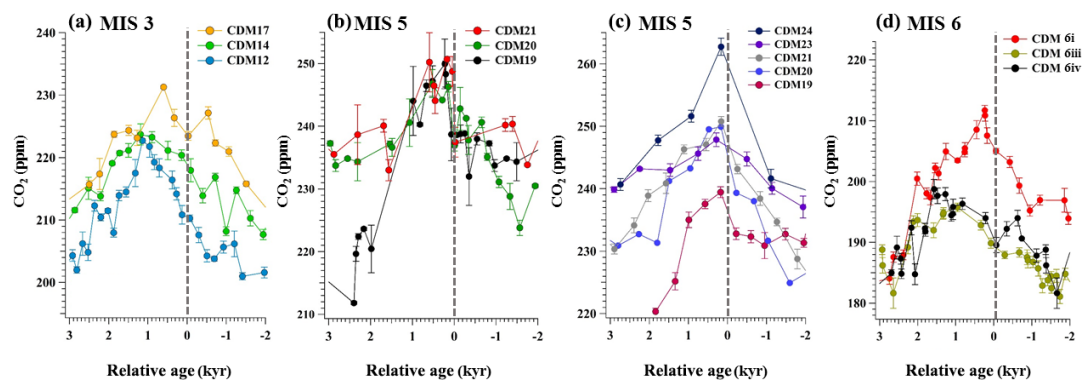 (a) MIS 3
CDM17
CDM14
CDM12
CO2 (ppm)
240
230
220
210
200
3 2 1 0 -1 -2
Relative age (kyr)
(b) MIS 5
CDM21
CDM20
CDM19
CO2 (ppm)
260
250
240
230
220
210
3 2 1 0 -1 -2
Relative age (kyr)
(c) MIS 5
CDM24
CDM23
CDM21
CDM20
CDM19
CO2 (ppm)
260
250
240
230
220
3 2 1 0 -1 -2
Relative age (kyr)
(d) MIS 6
CDM 6i
CDM 6iii
CDM 6iv
CO2 (ppm)
220
210
200
190
180
3 2 1 0 -1 -2
Relative age (kyr)